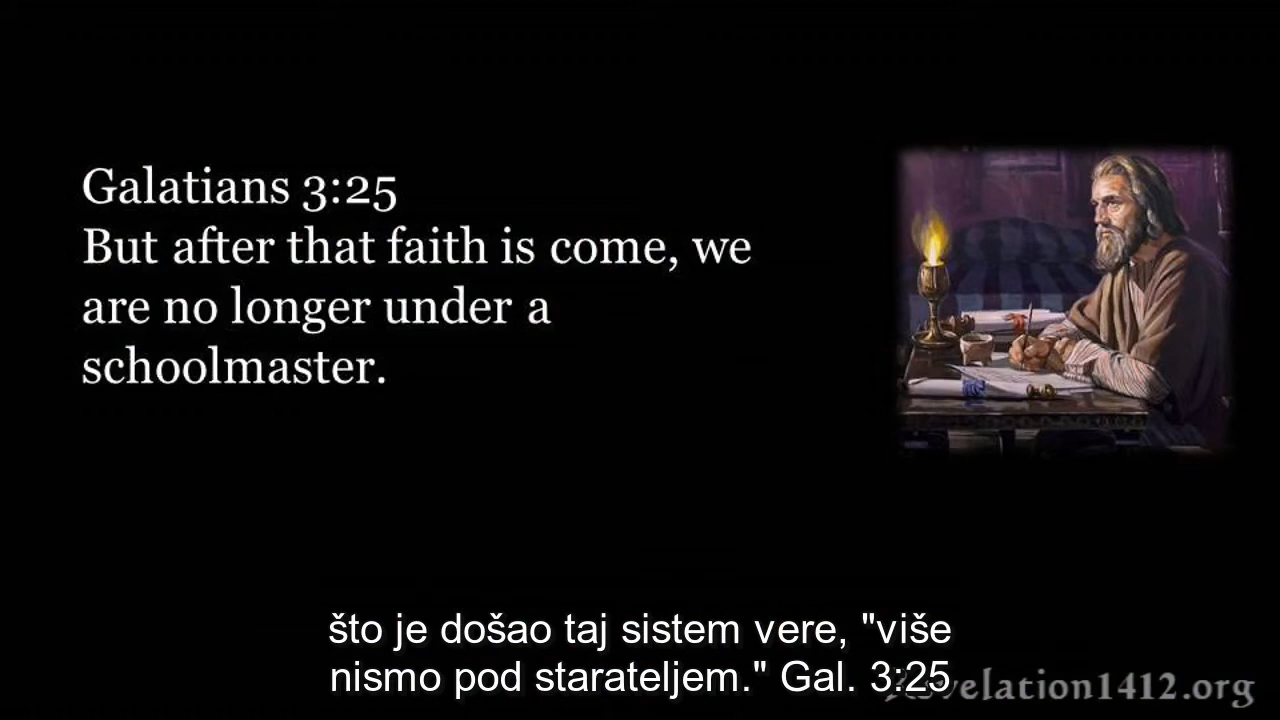 Galatians 3:25
But after that faith is come, we
are no longer under a
schoolmaster.
što je došao taj sistem vere, "više
nismo pod starateljem." Gal. 3:25
Revelation1412.org